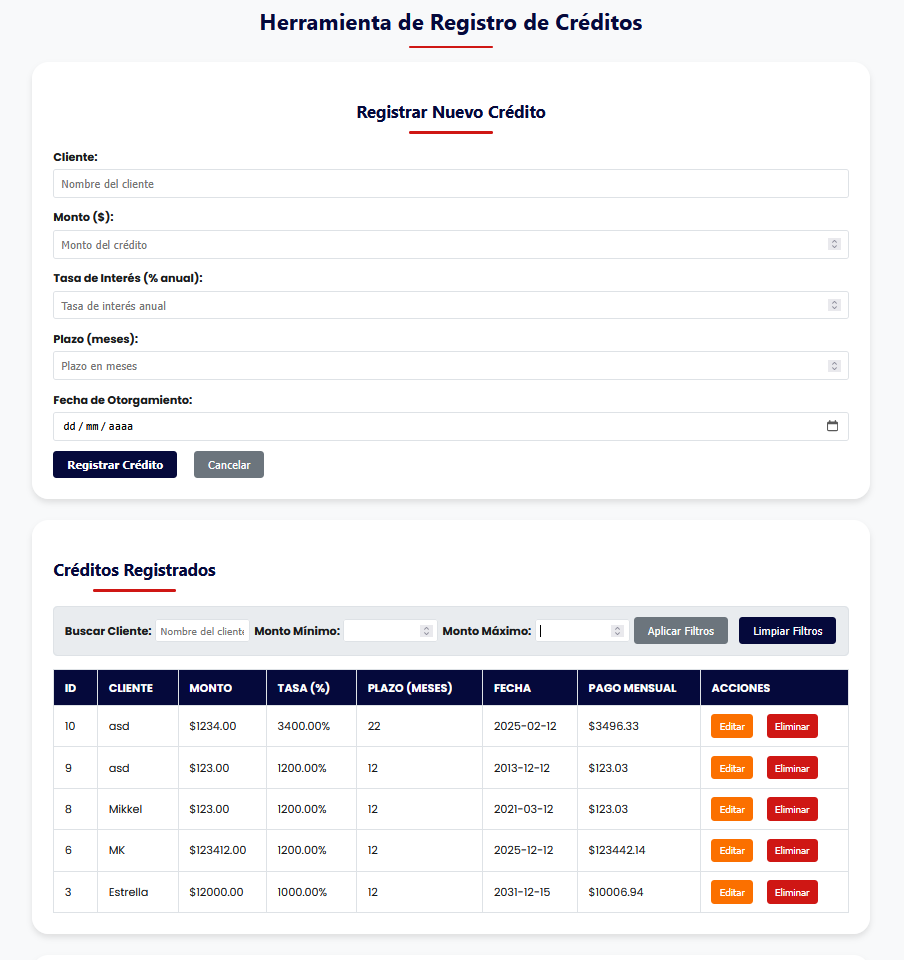 Herramienta de Registro de Créditos
Registrar Nuevo Crédito
Cliente:
Nombre del cliente
Monto ($):
Monto del crédito
Tasa de Interés (% anual):
Tasa de interés anual
Plazo (meses):
Plazo en meses
Fecha de Otorgamiento:
dd / mm / aaaa
Registrar Crédito Cancelar
Créditos Registrados
Buscar Cliente: Nombre del cliente Monto Mínimo: Monto Máximo: Aplicar Filtros Limpiar Filtros
ID CLIENTE MONTO TASA (%) PLAZO (MESES) FECHA PAGO MENSUAL ACCIONES
10 asd $1234.00 3400.00% 22 2025-02-12 $3496.33 Editar Eliminar
9 asd $123.00 1200.00% 12 2013-12-12 $123.03 Editar Eliminar
8 Mikkel $123.00 1200.00% 12 2021-03-12 $123.03 Editar Eliminar
6 MK $123412.00 1200.00% 12 2025-12-12 $123442.14 Editar Eliminar
3 Estrella $12000.00 1000.00% 12 2031-12-15 $10006.94 Editar Eliminar